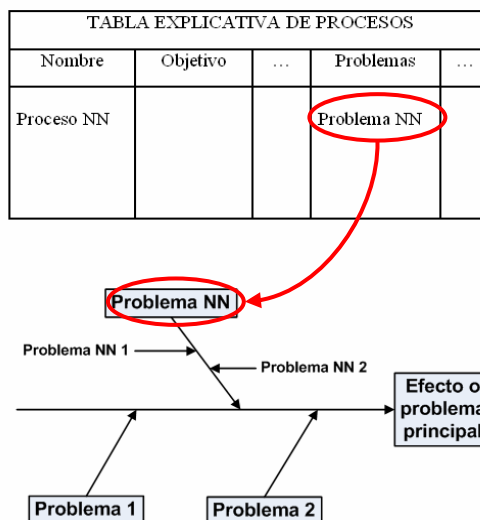 TABLA EXPLICATIVA DE PROCESOS
Nombre Objetivo ... Problemas ...
Proceso NN Problema NN
Problema NN
Problema NN 1
Problema NN 2
Efecto o
problema
principal
Problema 1 Problema 2